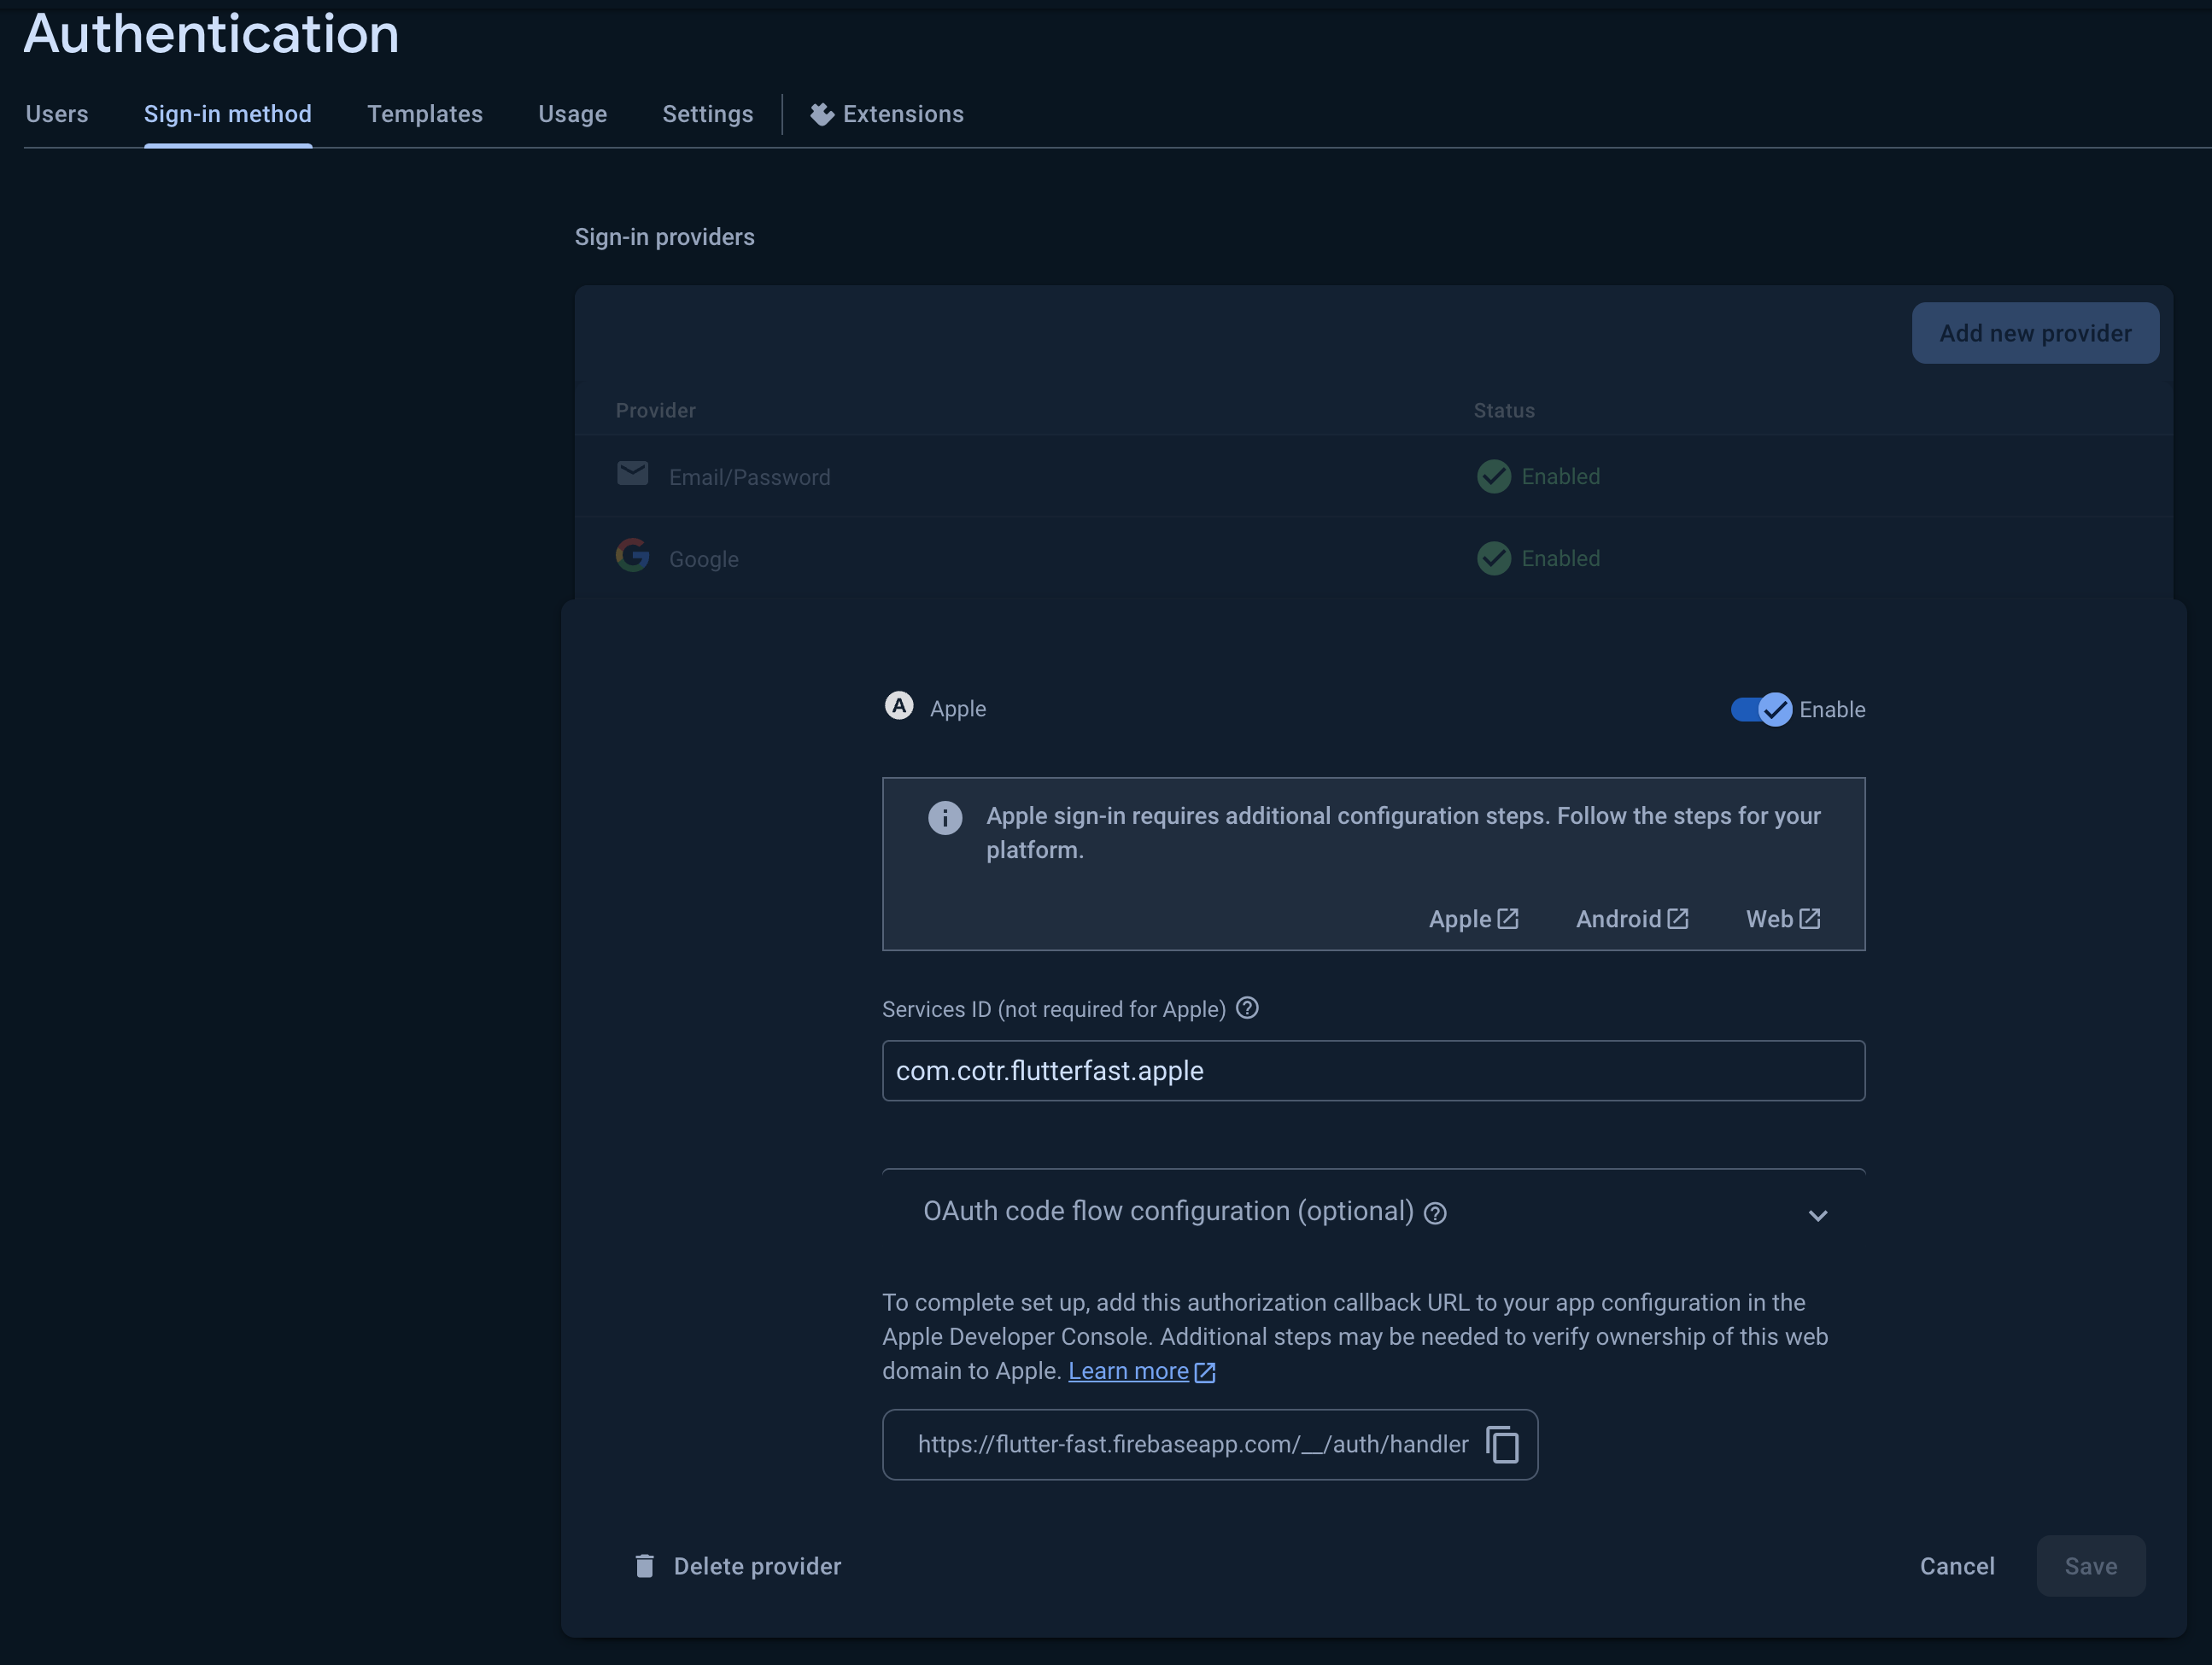 Authentication
Users
Sign-in method
Templates
Usage
Settings
Extensions
Sign-in providers
Add new provider
Provider
Status
Email/Password
Enabled
Google
Enabled
A
Apple
Enable
Apple sign-in requires additional configuration steps. Follow the steps for your
platform.
Apple
Android
Web
Services ID (not required for Apple)
com.cotr.flutterfast.apple
OAuth code flow configuration (optional)
To complete set up, add this authorization callback URL to your app configuration in the
Apple Developer Console. Additional steps may be needed to verify ownership of this web
domain to Apple. Learn more
https://flutter-fast.firebaseapp.com/__/auth/handler
Delete provider
Cancel
Save